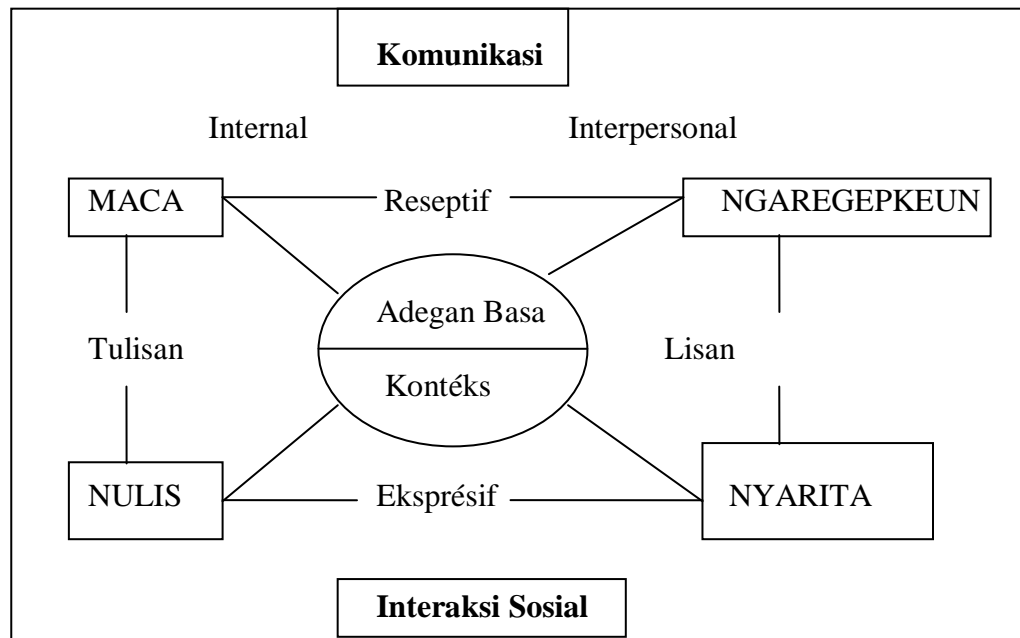 Komunikasi
Internal Interpersonal
MACA Reseptif NGAREGEPKEUN
Adegan Basa
Tulisan Lisan
Kontéks
NULIS Eksprésif NYARITA
Interaksi Sosial